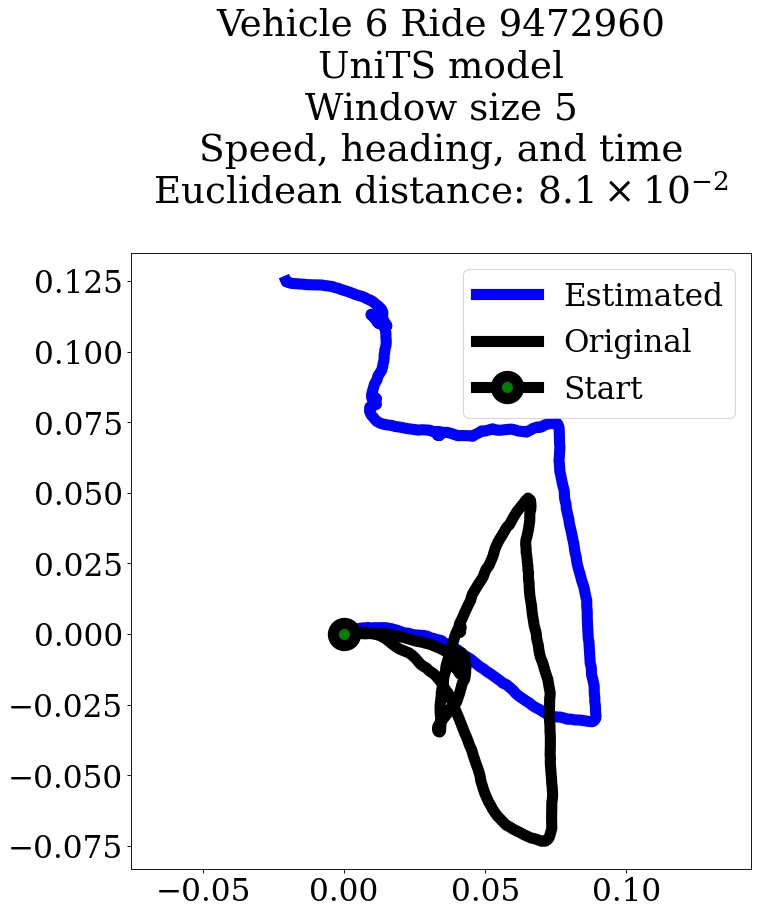 Vehicle 6 Ride 9472960
UniTS model
Window size 5
Speed, heading, and time
Euclidean distance: 8.1 × 10⁻²
Estimated
Original
Start
0.125
0.100
0.075
0.050
0.025
0.000
−0.025
−0.050
−0.075
−0.05 0.00 0.05 0.10